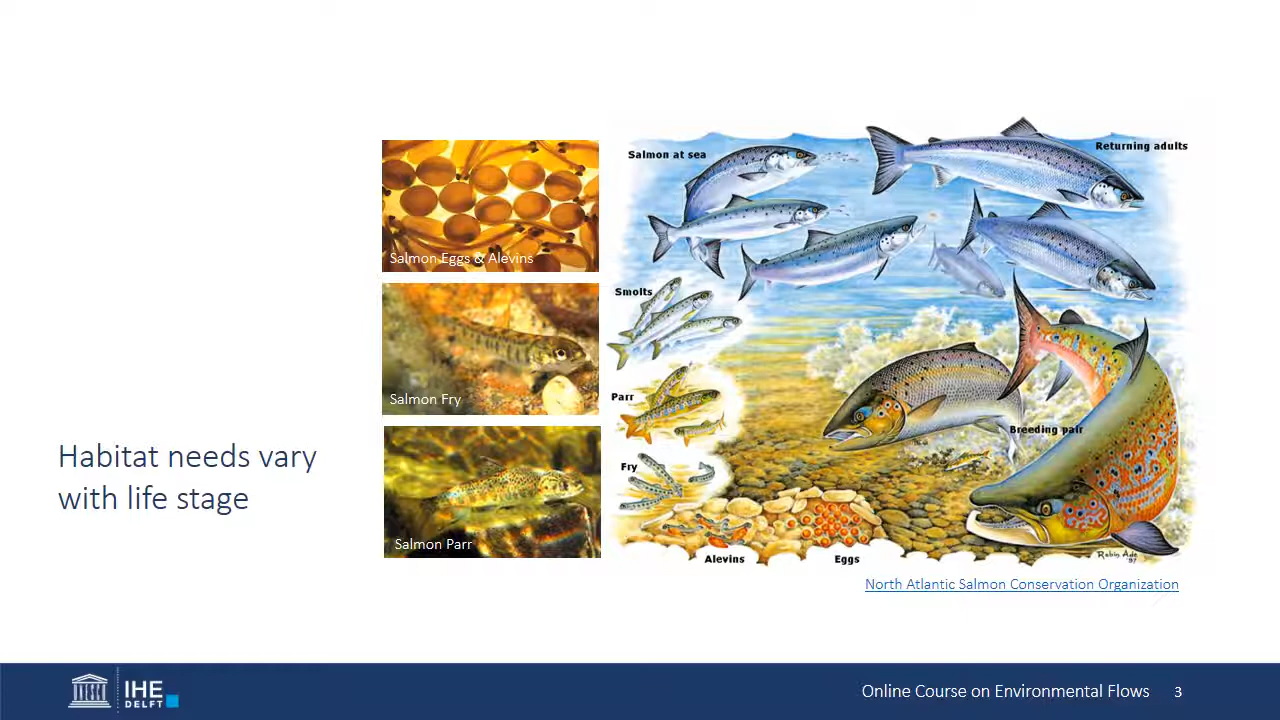 Habitat needs vary
with life stage
Salmon Eggs & Alevins
Salmon Fry
Salmon Parr
Salmon at sea
Returning adults
Smolts
Parr
Breeding pair
Fry
Alevins
Eggs
Robin Ade
'97
North Atlantic Salmon Conservation Organization
IHE
DELFT
Online Course on Environmental Flows
3